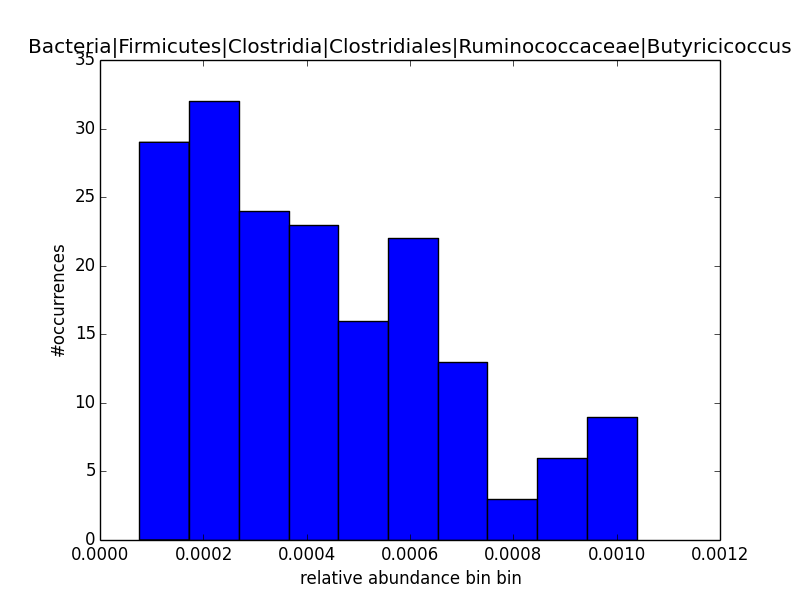 Bacteria|Firmicutes|Clostridia|Clostridiales|Ruminococcaceae|Butyricicoccus
35
30
25
20
15
10
5
0
#occurrences
0.0000 0.0002 0.0004 0.0006 0.0008 0.0010 0.0012
relative abundance bin bin